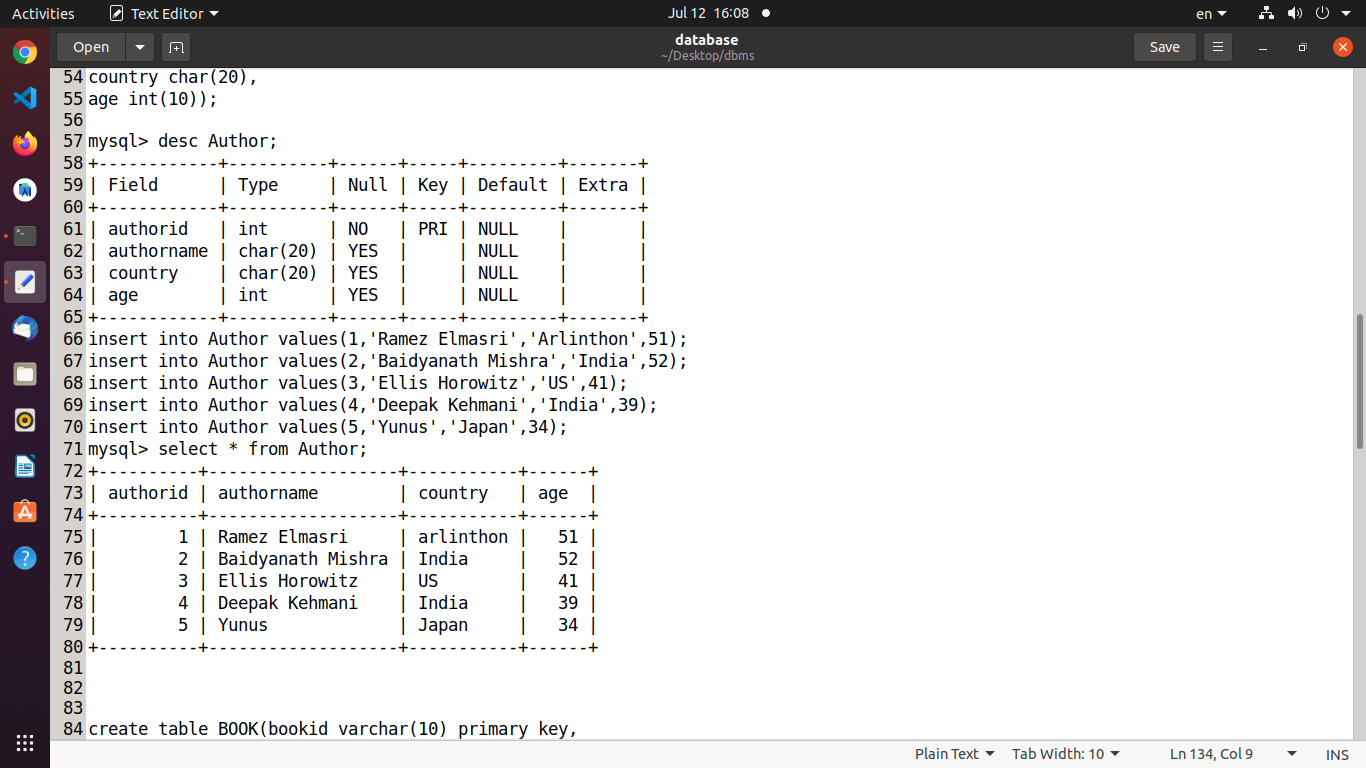 Activities Text Editor Jul 12 16:08 en
Open database Save
~/Desktop/dbms
54 country char(20),
55 age int(10));
56
57 mysql> desc Author;
58 +------------+----------+------+-----+---------+-------+
59 | Field      | Type     | Null | Key | Default | Extra |
60 +------------+----------+------+-----+---------+-------+
61 | authorid   | int      | NO   | PRI | NULL    |       |
62 | authorname | char(20) | YES  |     | NULL    |       |
63 | country    | char(20) | YES  |     | NULL    |       |
64 | age        | int      | YES  |     | NULL    |       |
65 +------------+----------+------+-----+---------+-------+
66 insert into Author values(1,'Ramez Elmasri','Arlinthon',51);
67 insert into Author values(2,'Baidyanath Mishra','India',52);
68 insert into Author values(3,'Ellis Horowitz','US',41);
69 insert into Author values(4,'Deepak Kehmani','India',39);
70 insert into Author values(5,'Yunus','Japan',34);
71 mysql> select * from Author;
72 +----------+-------------------+-----------+------+
73 | authorid | authorname        | country   | age  |
74 +----------+-------------------+-----------+------+
75 |        1 | Ramez Elmasri     | arlinthon |   51 |
76 |        2 | Baidyanath Mishra | India     |   52 |
77 |        3 | Ellis Horowitz    | US        |   41 |
78 |        4 | Deepak Kehmani    | India     |   39 |
79 |        5 | Yunus             | Japan     |   34 |
80 +----------+-------------------+-----------+------+
81
82
83
84 create table BOOK(bookid varchar(10) primary key,
Plain Text Tab Width: 10 Ln 134, Col 9 INS